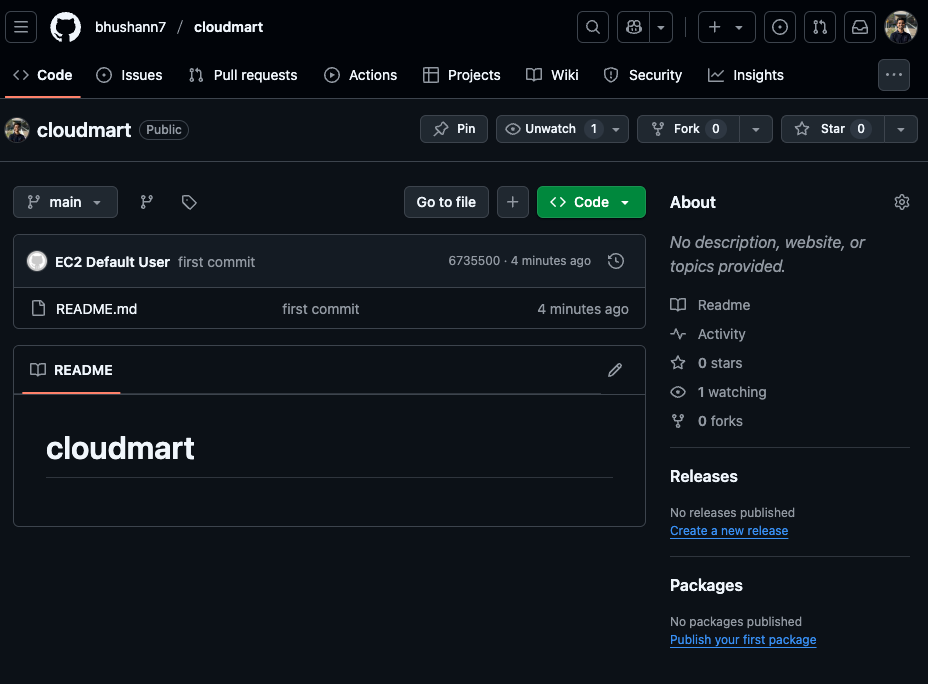 bhushann7 / cloudmart
Code Issues Pull requests Actions Projects Wiki Security Insights
cloudmart Public Pin Unwatch 1 Fork 0 Star 0
main Go to file Code
EC2 Default User first commit 6735500 · 4 minutes ago
README.md first commit 4 minutes ago
README
cloudmart
About
No description, website, or
topics provided.
Readme
Activity
0 stars
1 watching
0 forks
Releases
No releases published
Create a new release
Packages
No packages published
Publish your first package